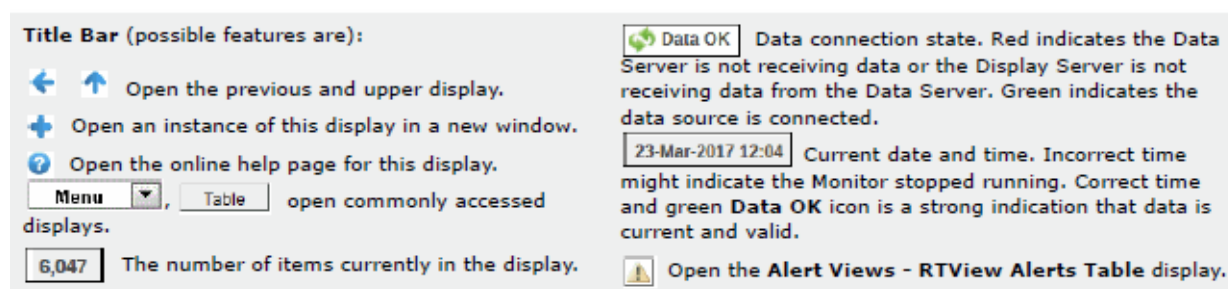 Title Bar (possible features are):
Open the previous and upper display.
Open an instance of this display in a new window.
? Open the online help page for this display.
Menu , Table open commonly accessed
displays.
6,047 The number of items currently in the display.
Data OK Data connection state. Red indicates the Data
Server is not receiving data or the Display Server is not
receiving data from the Data Server. Green indicates the
data source is connected.
23-Mar-2017 12:04 Current date and time. Incorrect time
might indicate the Monitor stopped running. Correct time
and green Data OK icon is a strong indication that data is
current and valid.
Open the Alert Views - RTView Alerts Table display.